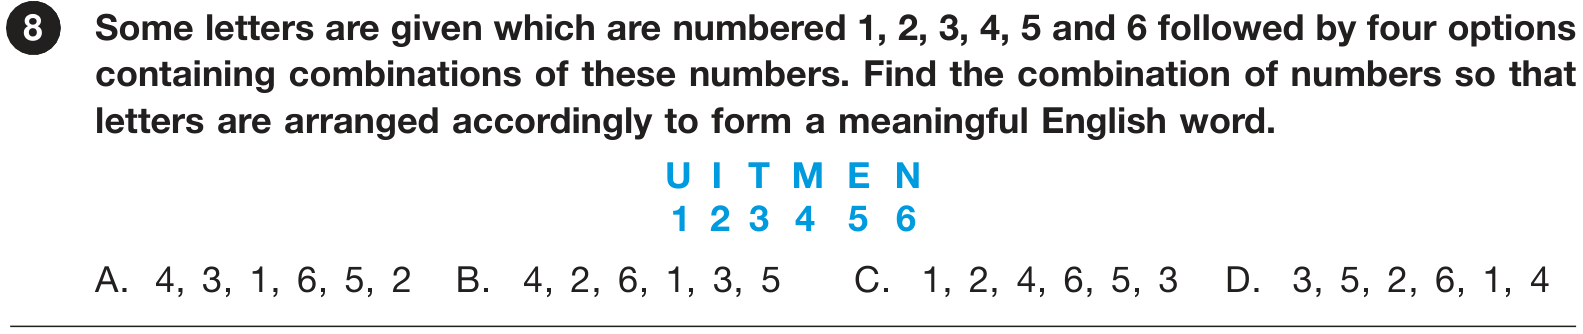 8 Some letters are given which are numbered 1, 2, 3, 4, 5 and 6 followed by four options
containing combinations of these numbers. Find the combination of numbers so that
letters are arranged accordingly to form a meaningful English word.
U I T M E N
1 2 3 4 5 6
A. 4, 3, 1, 6, 5, 2 B. 4, 2, 6, 1, 3, 5 C. 1, 2, 4, 6, 5, 3 D. 3, 5, 2, 6, 1, 4